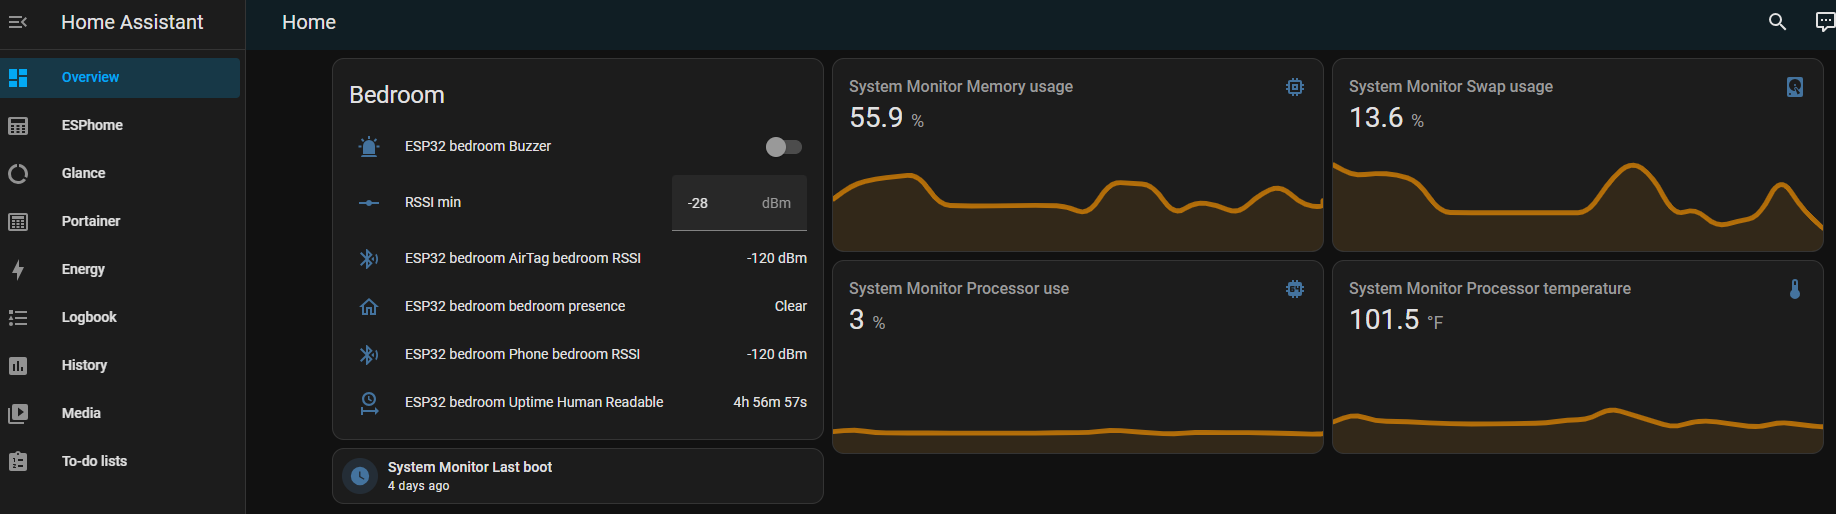 Home Assistant
Home
Overview
ESPhome
Glance
Portainer
Energy
Logbook
History
Media
To-do lists
Bedroom
ESP32 bedroom Buzzer
RSSI min -28 dBm
ESP32 bedroom AirTag bedroom RSSI -120 dBm
ESP32 bedroom bedroom presence Clear
ESP32 bedroom Phone bedroom RSSI -120 dBm
ESP32 bedroom Uptime Human Readable 4h 56m 57s
System Monitor Last boot
4 days ago
System Monitor Memory usage
55.9 %
System Monitor Swap usage
13.6 %
System Monitor Processor use
3 %
System Monitor Processor temperature
101.5 °F